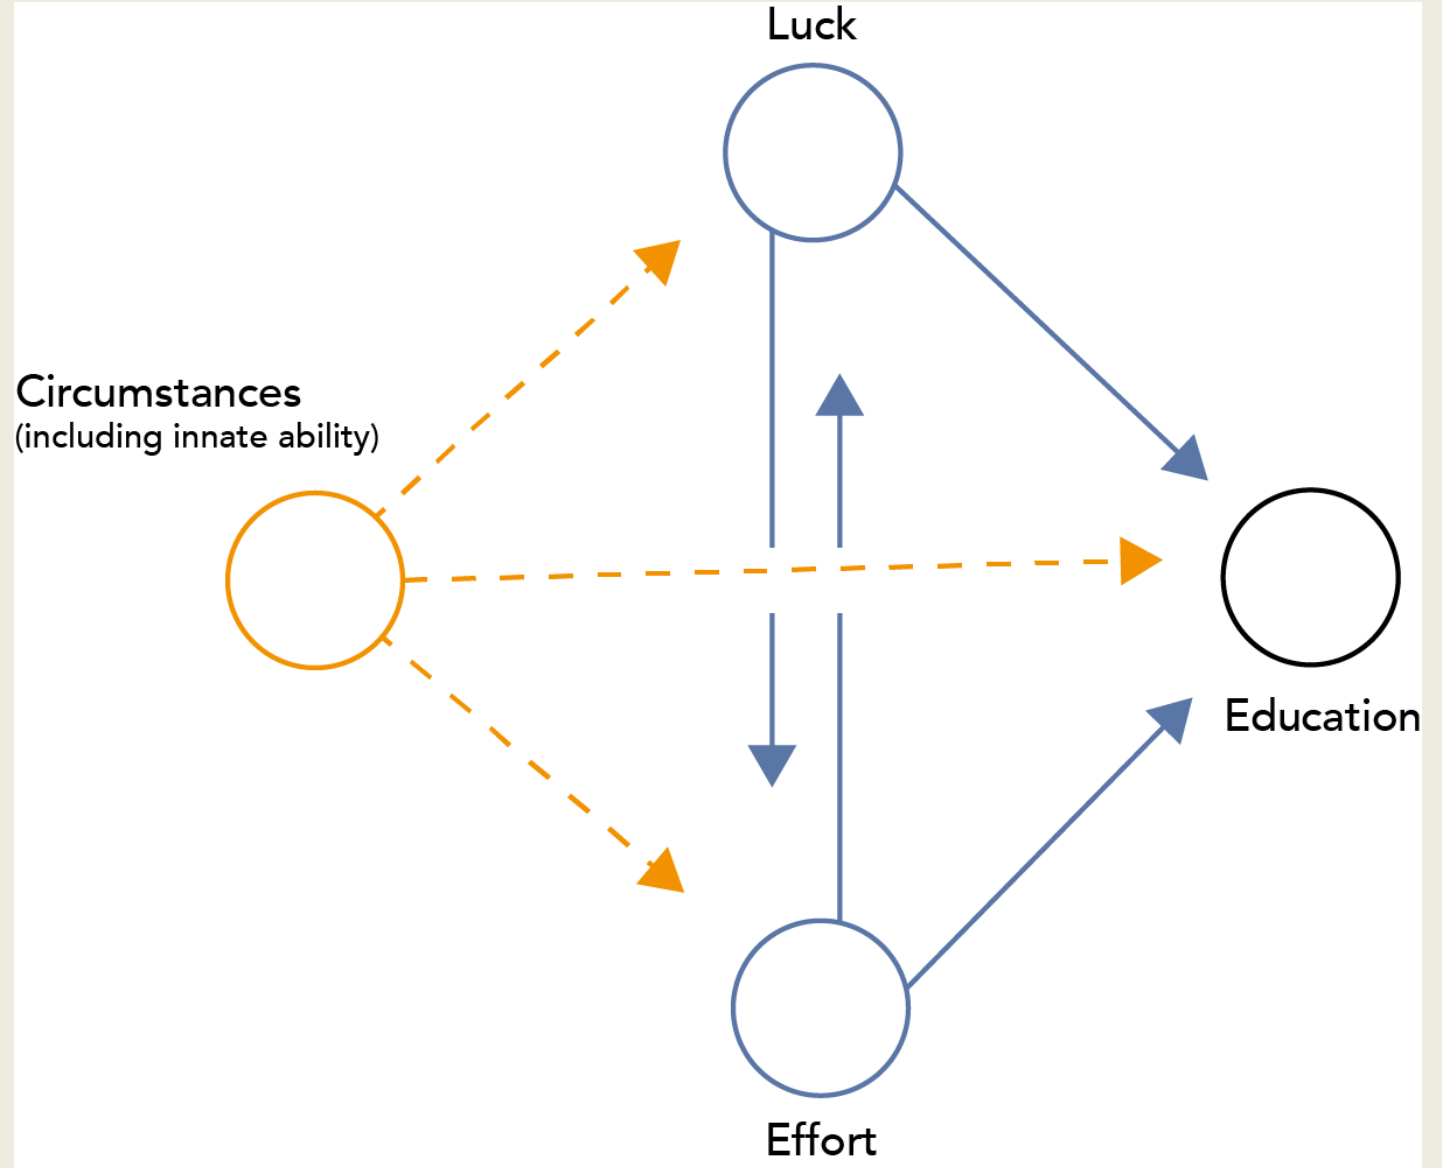 Luck
Circumstances
(including innate ability)
Education
Effort